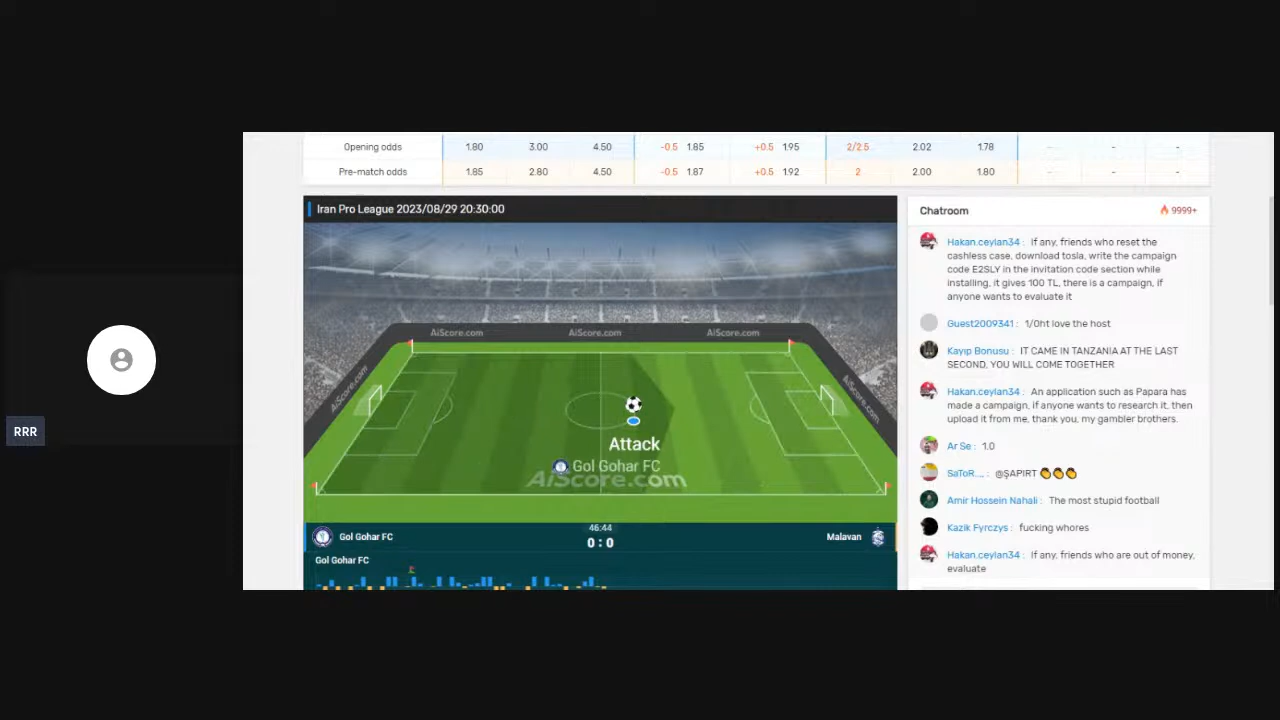 Opening odds 1.80 3.00 4.50 -0.5 1.85 +0.5 1.95 2/2.5 2.02 1.78 - - -
Pre-match odds 1.85 2.80 4.50 -0.5 1.87 +0.5 1.92 2 2.00 1.80 - - -
Iran Pro League 2023/08/29 20:30:00
AiScore.com AiScore.com AiScore.com
AiScore.com
AiScore.com
Attack
Gol Gohar FC
AiScore.com
Gol Gohar FC 46:44 Malavan
0 : 0
Gol Gohar FC
Chatroom 9999+
Hakan.ceylan34 : If any, friends who reset the
cashless case, download tosla, write the campaign
code E2SLY in the invitation code section while
installing, it gives 100 TL, there is a campaign, if
anyone wants to evaluate it
Guest2009341 : 1/0ht love the host
Kayıp Bonusu : IT CAME IN TANZANIA AT THE LAST
SECOND, YOU WILL COME TOGETHER
Hakan.ceylan34 : An application such as Papara has
made a campaign, if anyone wants to research it, then
upload it from me, thank you, my gambler brothers.
Ar Se : 1.0
SaToR._. : @ŞAPIRT 👏👏👏
Amir Hossein Nahali : The most stupid football
Kazik Fyrczys : fucking whores
Hakan.ceylan34 : If any, friends who are out of money,
evaluate
RRR